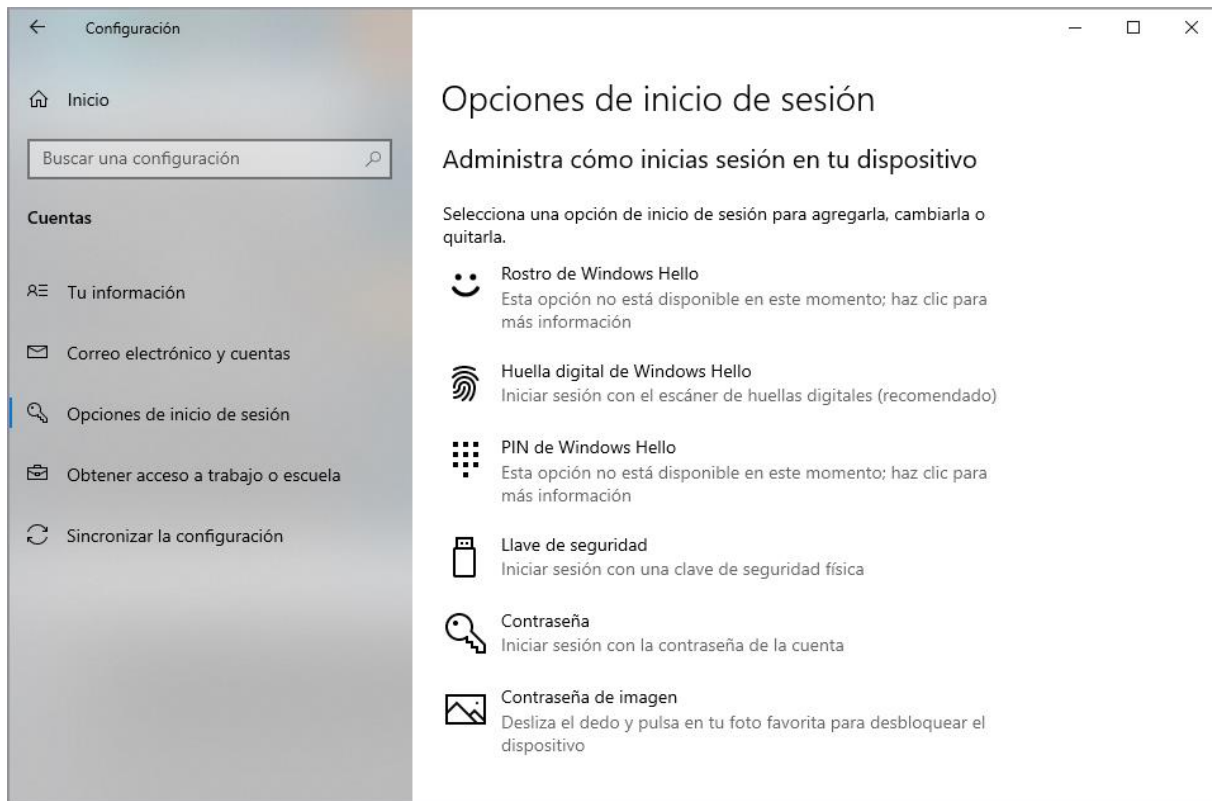 Configuración
Inicio
Buscar una configuración
Cuentas
Tu información
Correo electrónico y cuentas
Opciones de inicio de sesión
Obtener acceso a trabajo o escuela
Sincronizar la configuración
Opciones de inicio de sesión
Administra cómo inicias sesión en tu dispositivo
Selecciona una opción de inicio de sesión para agregarla, cambiarla o
quitarla.
Rostro de Windows Hello
Esta opción no está disponible en este momento; haz clic para
más información
Huella digital de Windows Hello
Iniciar sesión con el escáner de huellas digitales (recomendado)
PIN de Windows Hello
Esta opción no está disponible en este momento; haz clic para
más información
Llave de seguridad
Iniciar sesión con una clave de seguridad física
Contraseña
Iniciar sesión con la contraseña de la cuenta
Contraseña de imagen
Desliza el dedo y pulsa en tu foto favorita para desbloquear el
dispositivo